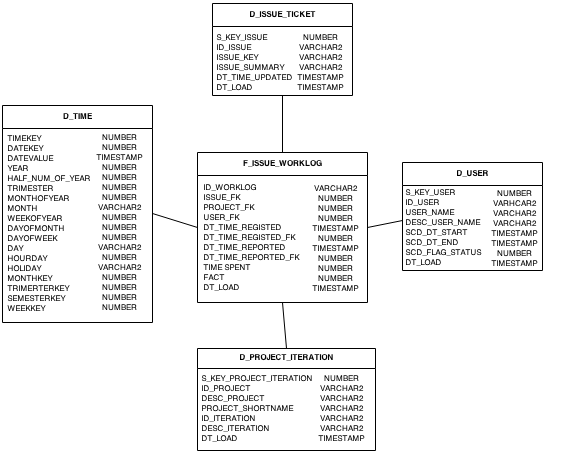 D_ISSUE_TICKET
S_KEY_ISSUE NUMBER
ID_ISSUE VARCHAR2
ISSUE_KEY VARCHAR2
ISSUE_SUMMARY VARCHAR2
DT_TIME_UPDATED TIMESTAMP
DT_LOAD TIMESTAMP
D_TIME
TIMEKEY NUMBER
DATEKEY NUMBER
DATEVALUE TIMESTAMP
YEAR NUMBER
HALF_NUM_OF_YEAR NUMBER
TRIMESTER NUMBER
MONTHOFYEAR NUMBER
MONTH VARCHAR2
WEEKOFYEAR NUMBER
DAYOFMONTH NUMBER
DAYOFWEEK NUMBER
DAY VARCHAR2
HOURDAY NUMBER
HOLIDAY VARCHAR2
MONTHKEY NUMBER
TRIMERTERKEY NUMBER
SEMESTERKEY NUMBER
WEEKKEY NUMBER
F_ISSUE_WORKLOG
ID_WORKLOG VARCHAR2
ISSUE_FK NUMBER
PROJECT_FK NUMBER
USER_FK NUMBER
DT_TIME_REGISTED TIMESTAMP
DT_TIME_REGISTED_FK NUMBER
DT_TIME_REPORTED TIMESTAMP
DT_TIME_REPORTED_FK NUMBER
TIME SPENT NUMBER
FACT NUMBER
DT_LOAD TIMESTAMP
D_USER
S_KEY_USER NUMBER
ID_USER VARHCAR2
USER_NAME VARCHAR2
DESC_USER_NAME VARCHAR2
SCD_DT_START TIMESTAMP
SCD_DT_END TIMESTAMP
SCD_FLAG_STATUS NUMBER
DT_LOAD TIMESTAMP
D_PROJECT_ITERATION
S_KEY_PROJECT_ITERATION NUMBER
ID_PROJECT VARCHAR2
DESC_PROJECT VARCHAR2
PROJECT_SHORTNAME VARCHAR2
ID_ITERATION VARCHAR2
DESC_ITERATION VARCHAR2
DT_LOAD TIMESTAMP